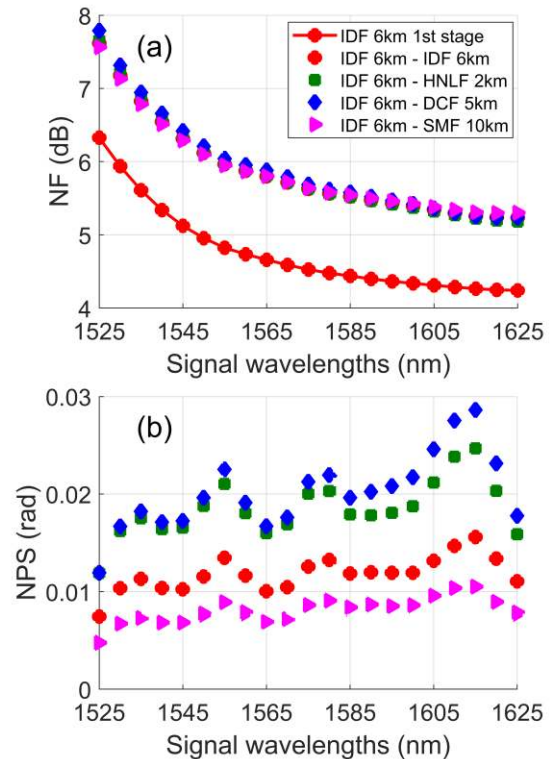 (a)
IDF 6km 1st stage
IDF 6km - IDF 6km
IDF 6km - HNLF 2km
IDF 6km - DCF 5km
IDF 6km - SMF 10km
8
7
6
5
4
NF (dB)
1525 1545 1565 1585 1605 1625
Signal wavelengths (nm)
(b)
0.03
0.02
0.01
0
NPS (rad)
1525 1545 1565 1585 1605 1625
Signal wavelengths (nm)